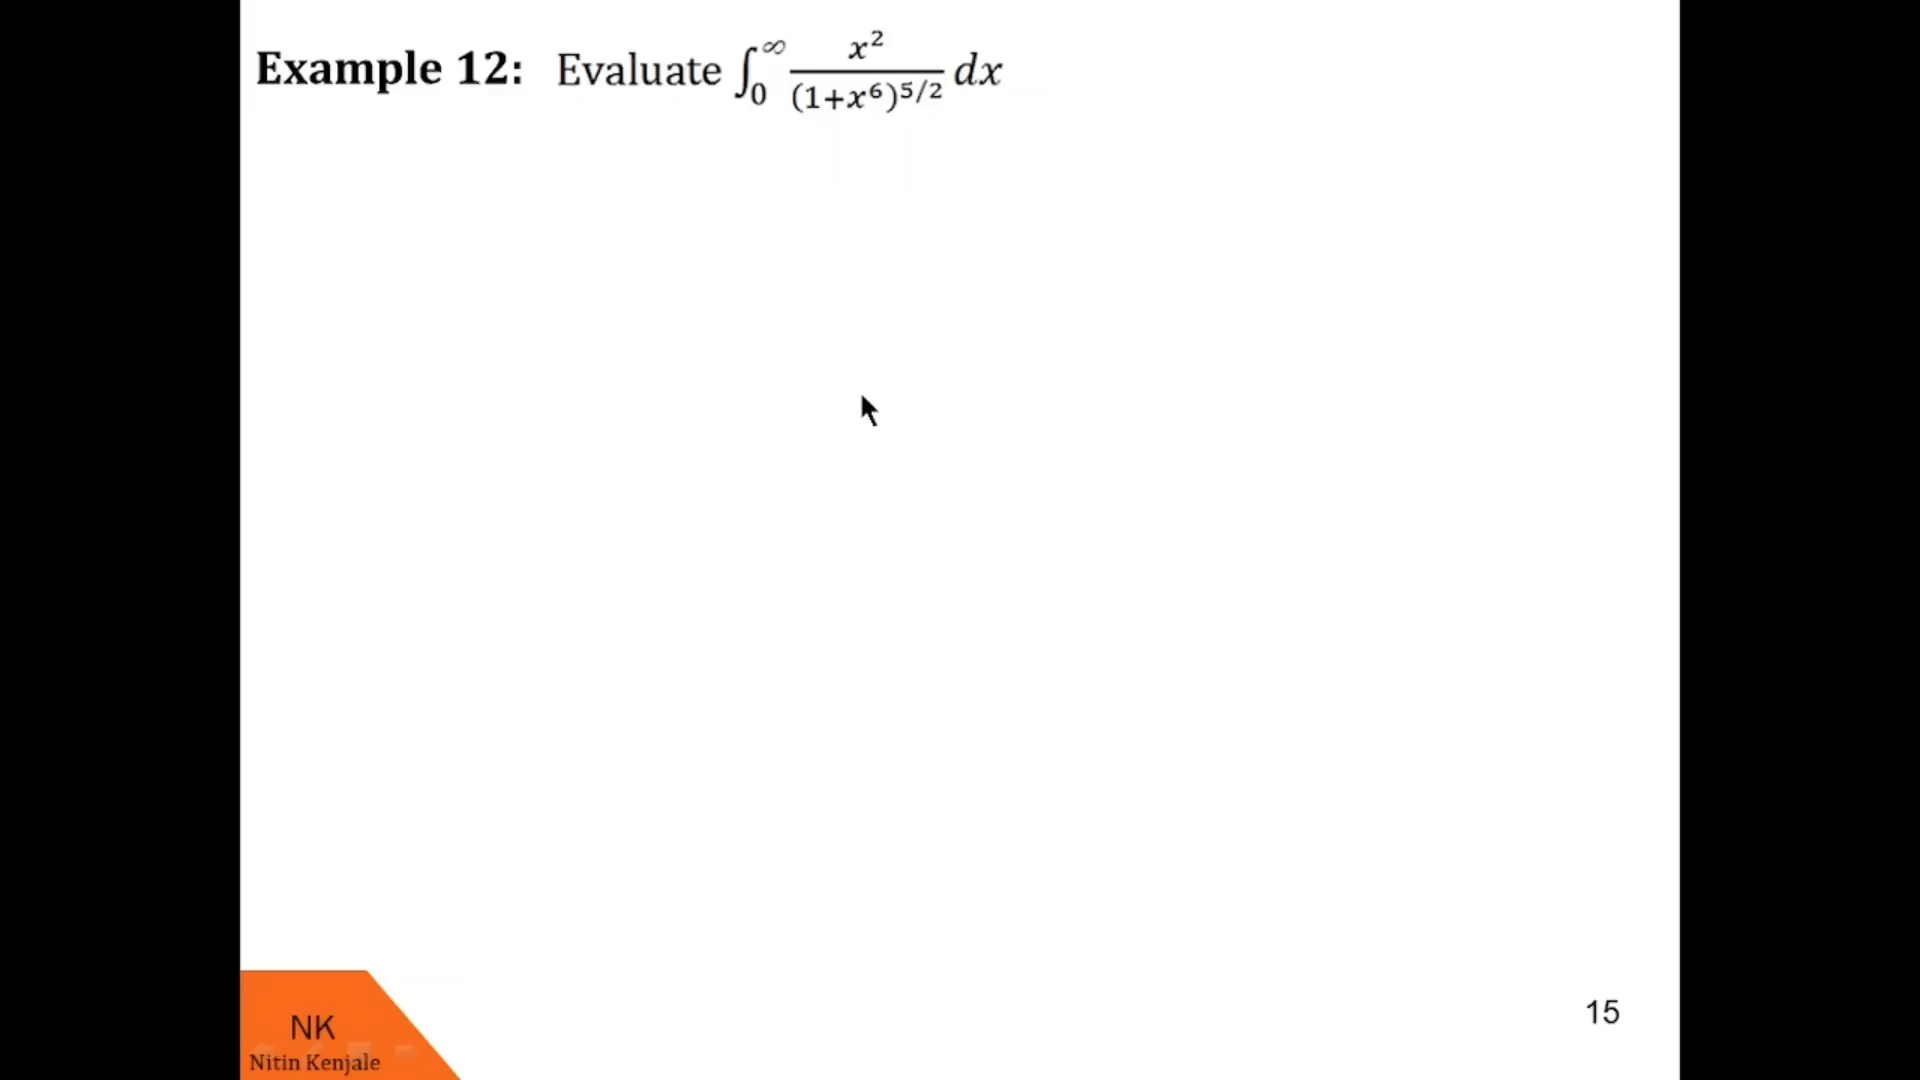 Example 12: Evaluate ∫₀^∞ x²/(1+x⁶)^{5/2} dx
NK
Nitin Kenjale
15